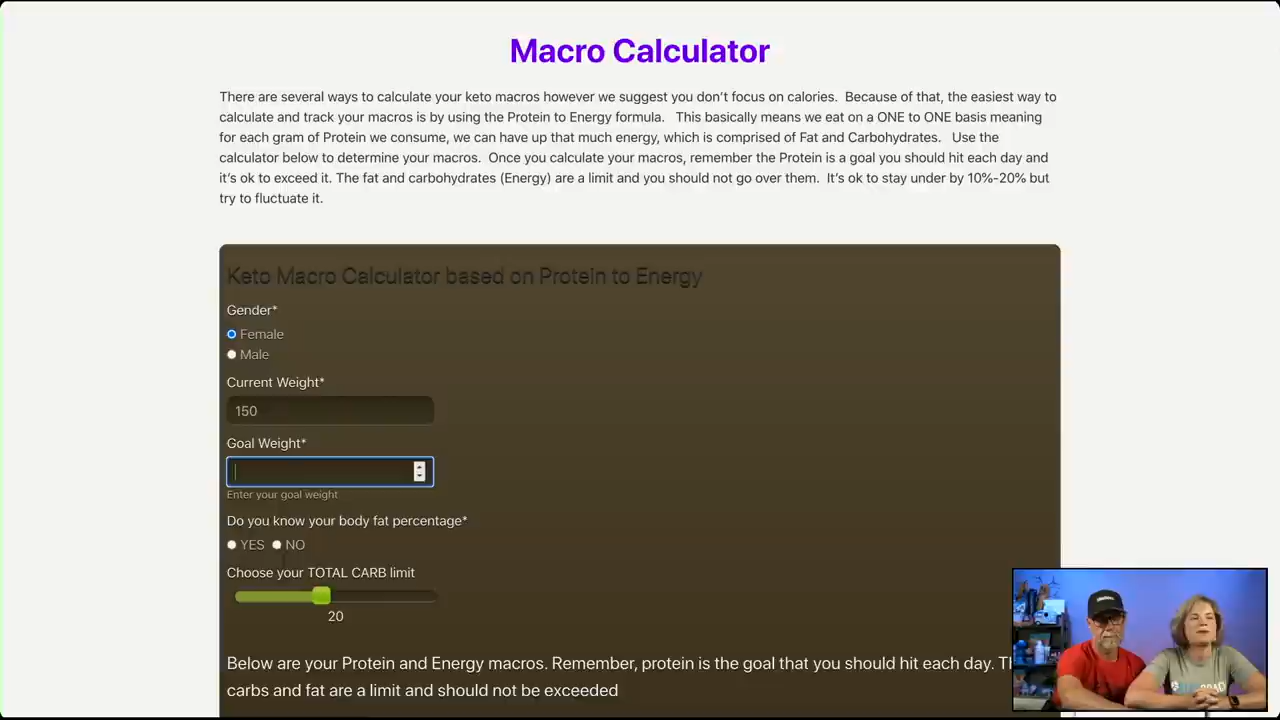 Macro Calculator
There are several ways to calculate your keto macros however we suggest you don't focus on calories.  Because of that, the easiest way to
calculate and track your macros is by using the Protein to Energy formula.   This basically means we eat on a ONE to ONE basis meaning
for each gram of Protein we consume, we can have up that much energy, which is comprised of Fat and Carbohydrates.   Use the
calculator below to determine your macros.  Once you calculate your macros, remember the Protein is a goal you should hit each day and
it's ok to exceed it. The fat and carbohydrates (Energy) are a limit and you should not go over them.  It's ok to stay under by 10%-20% but
try to fluctuate it.
Keto Macro Calculator based on Protein to Energy
Gender*
Female
Male
Current Weight*
150
Goal Weight*
Enter your goal weight
Do you know your body fat percentage*
YES NO
Choose your TOTAL CARB limit
20
Below are your Protein and Energy macros. Remember, protein is the goal that you should hit each day.
carbs and fat are a limit and should not be exceeded